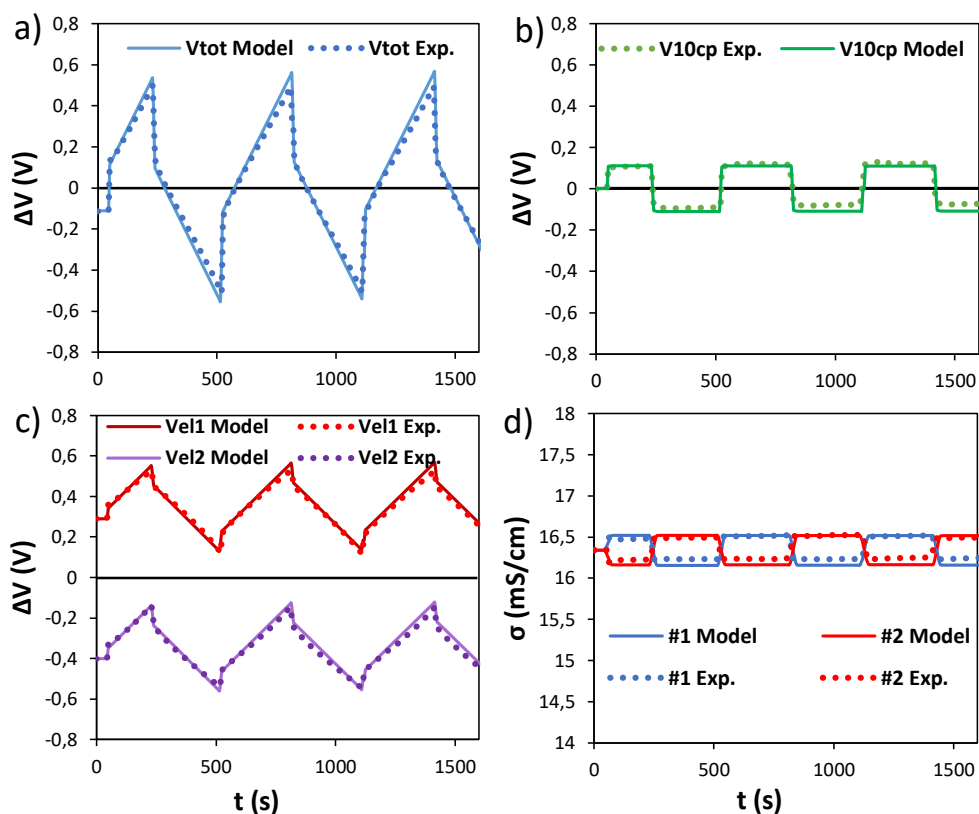 a)
Vtot Model
Vtot Exp.
ΔV (V)
0,8
0,6
0,4
0,2
0
-0,2
-0,4
-0,6
-0,8
0
500
1000
1500
b)
V10cp Exp.
V10cp Model
ΔV (V)
0,8
0,6
0,4
0,2
0
-0,2
-0,4
-0,6
-0,8
0
500
1000
1500
c)
Vel1 Model
Vel1 Exp.
Vel2 Model
Vel2 Exp.
ΔV (V)
0,8
0,6
0,4
0,2
0
-0,2
-0,4
-0,6
-0,8
0
500
1000
1500
t (s)
d)
σ (mS/cm)
18
17,5
17
16,5
16
15,5
15
14,5
14
#1 Model
#2 Model
#1 Exp.
#2 Exp.
0
500
1000
1500
t (s)